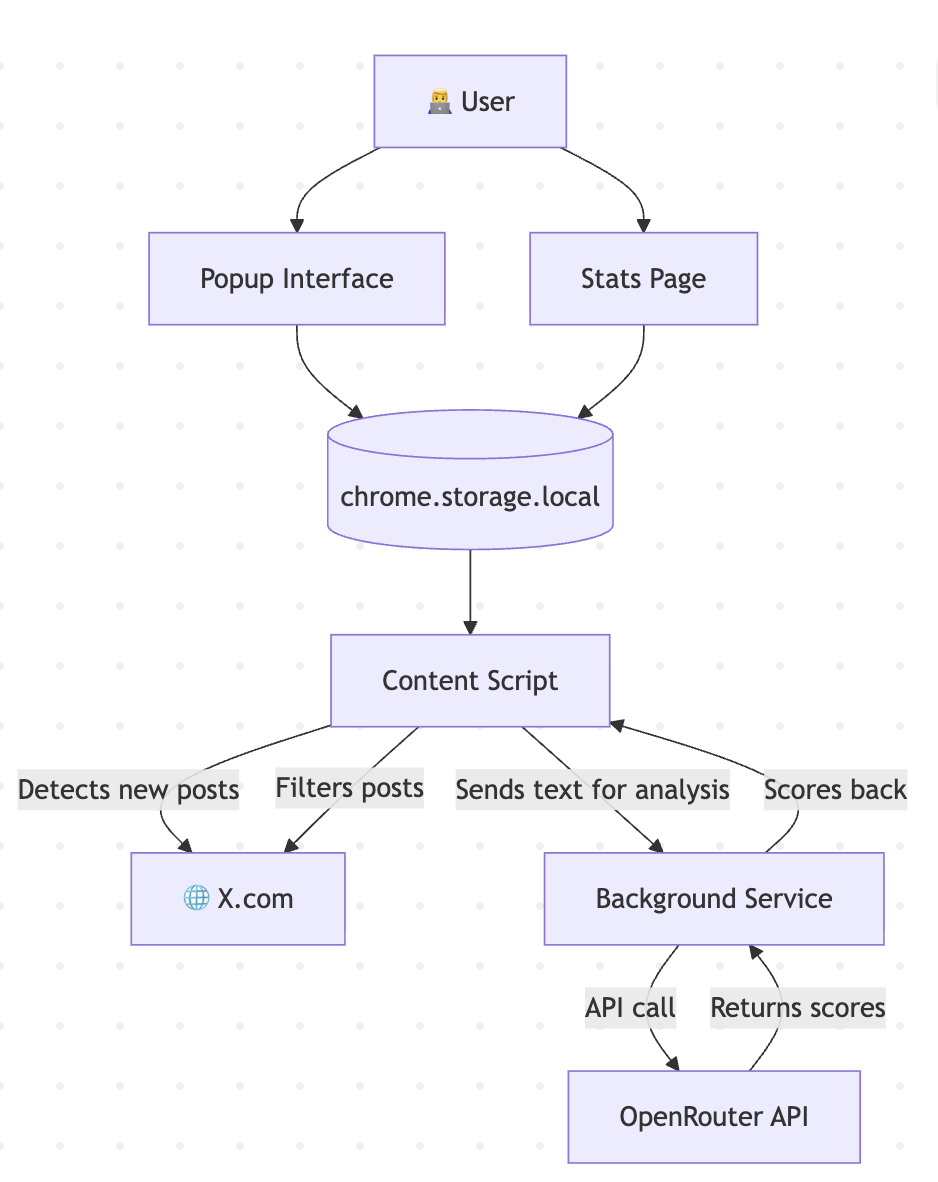 User
Popup Interface
Stats Page
chrome.storage.local
Content Script
Detects new posts
Filters posts
Sends text for analysis
Scores back
X.com
Background Service
API call
Returns scores
OpenRouter API